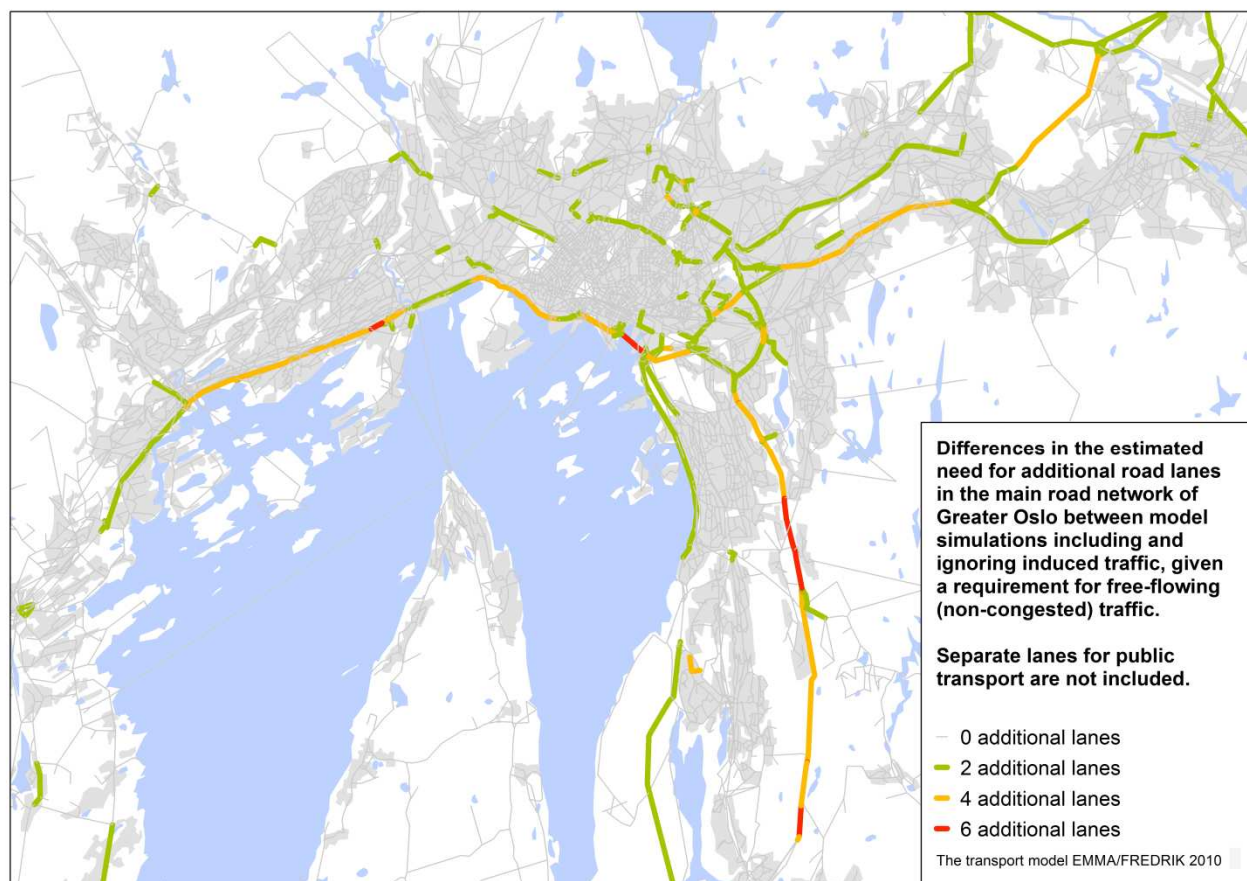 Differences in the estimated
need for additional road lanes
in the main road network of
Greater Oslo between model
simulations including and
ignoring induced traffic, given
a requirement for free-flowing
(non-congested) traffic.
Separate lanes for public
transport are not included.
0 additional lanes
2 additional lanes
4 additional lanes
6 additional lanes
The transport model EMMA/FREDRIK 2010